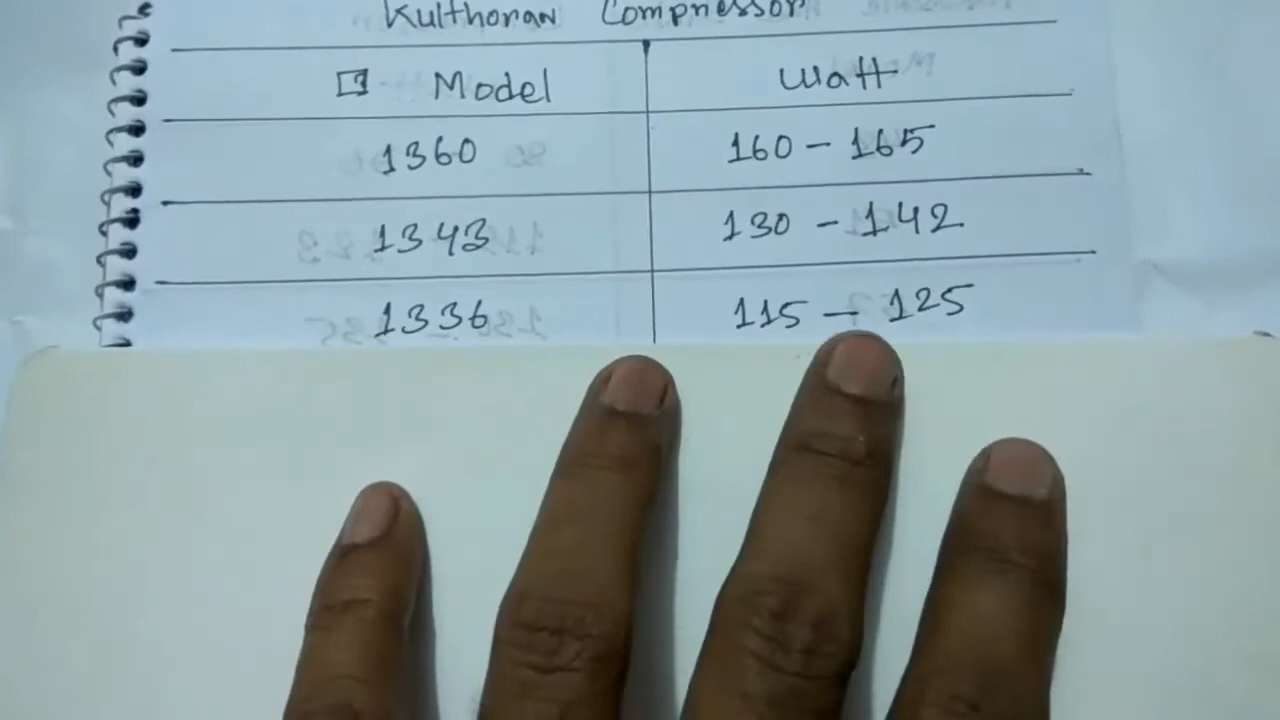 Kulthoran Compressor
Model Watt
1360 160 - 165
1343 130 - 142
1336 115 - 125